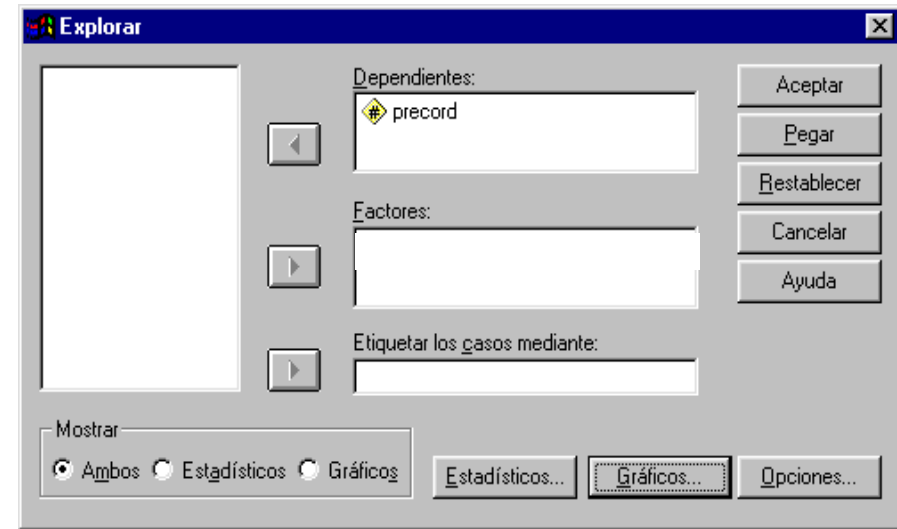 Explorar
Dependientes:
# precord
Factores:
Etiquetar los casos mediante:
Aceptar
Pegar
Restablecer
Cancelar
Ayuda
Mostrar
Ambos Estadísticos Gráficos
Estadísticos... Gráficos... Opciones...